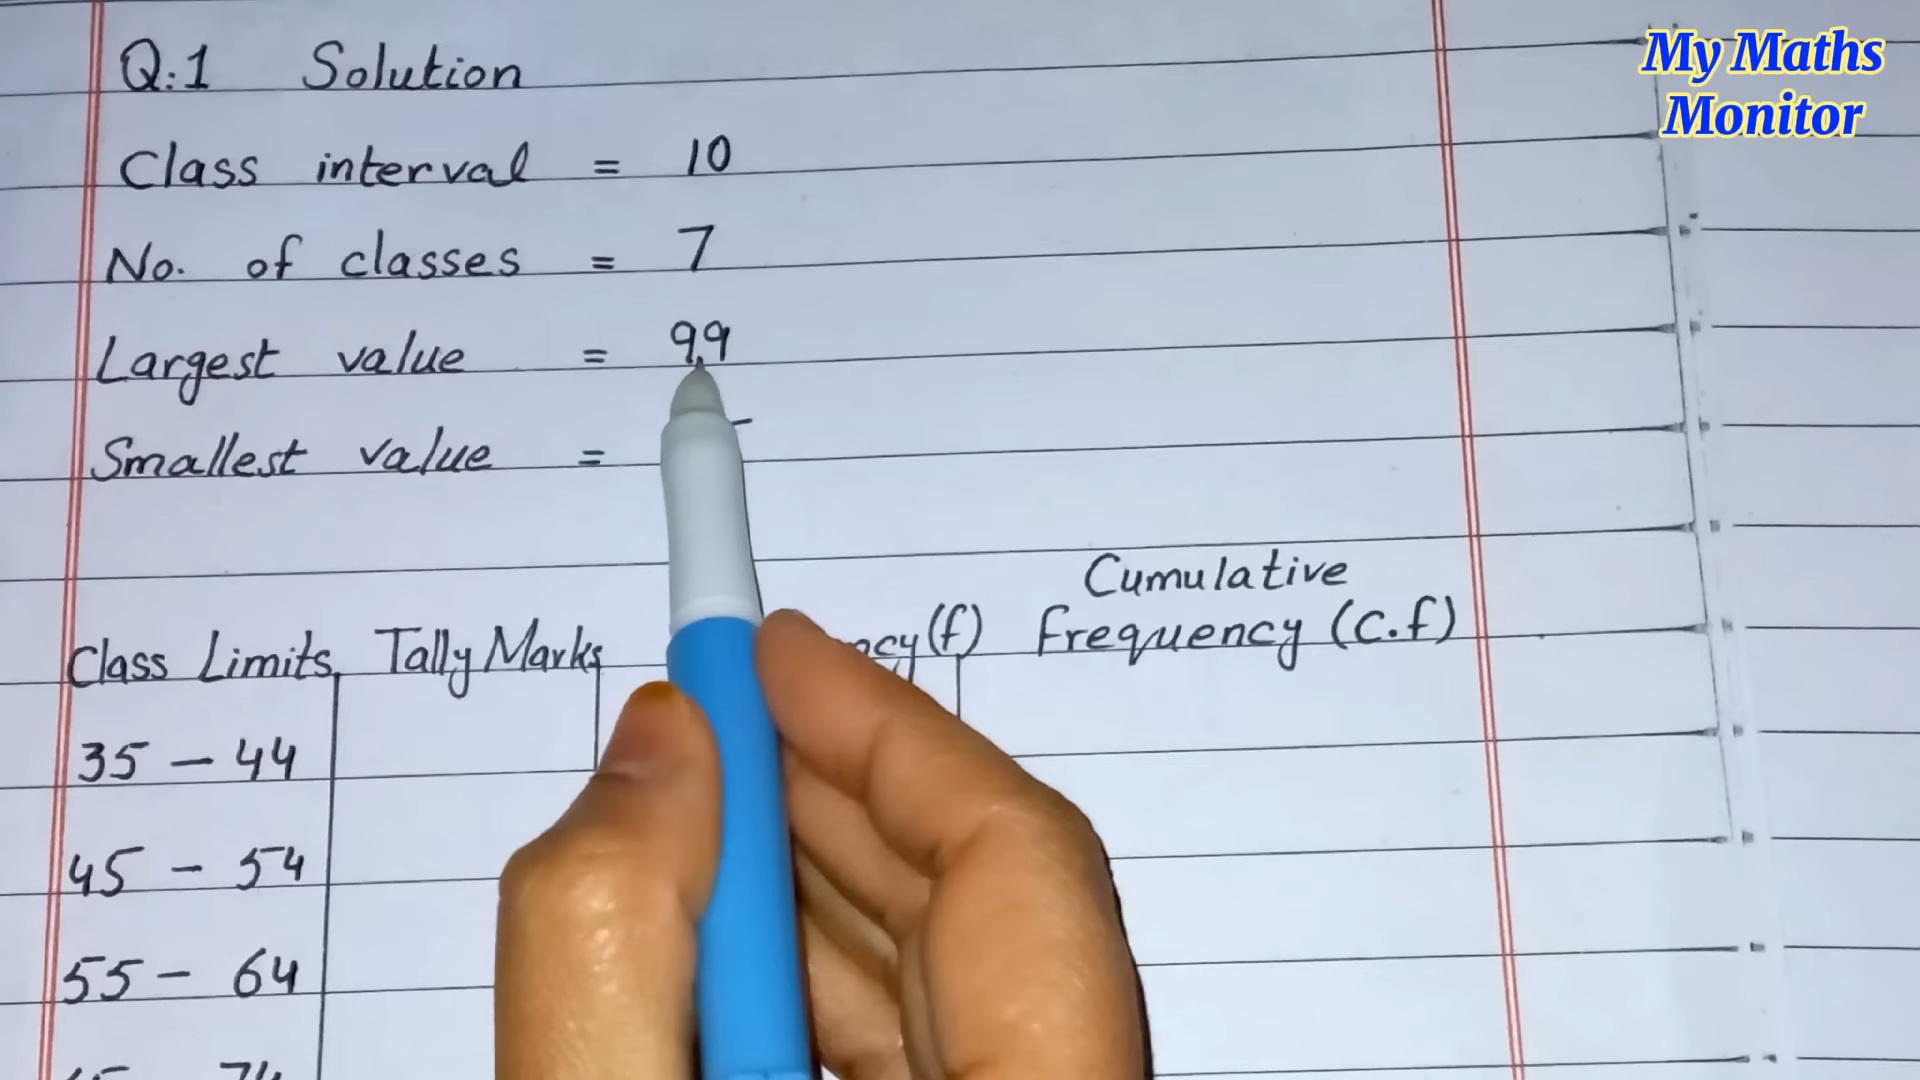 Q.1 Solution
My Maths
Monitor
Class interval = 10
No. of classes = 7
Largest value = 99
Smallest value =
Cumulative
Class Limits Tally Marks (f) Frequency (c.f)
35 - 44
45 - 54
55 - 64